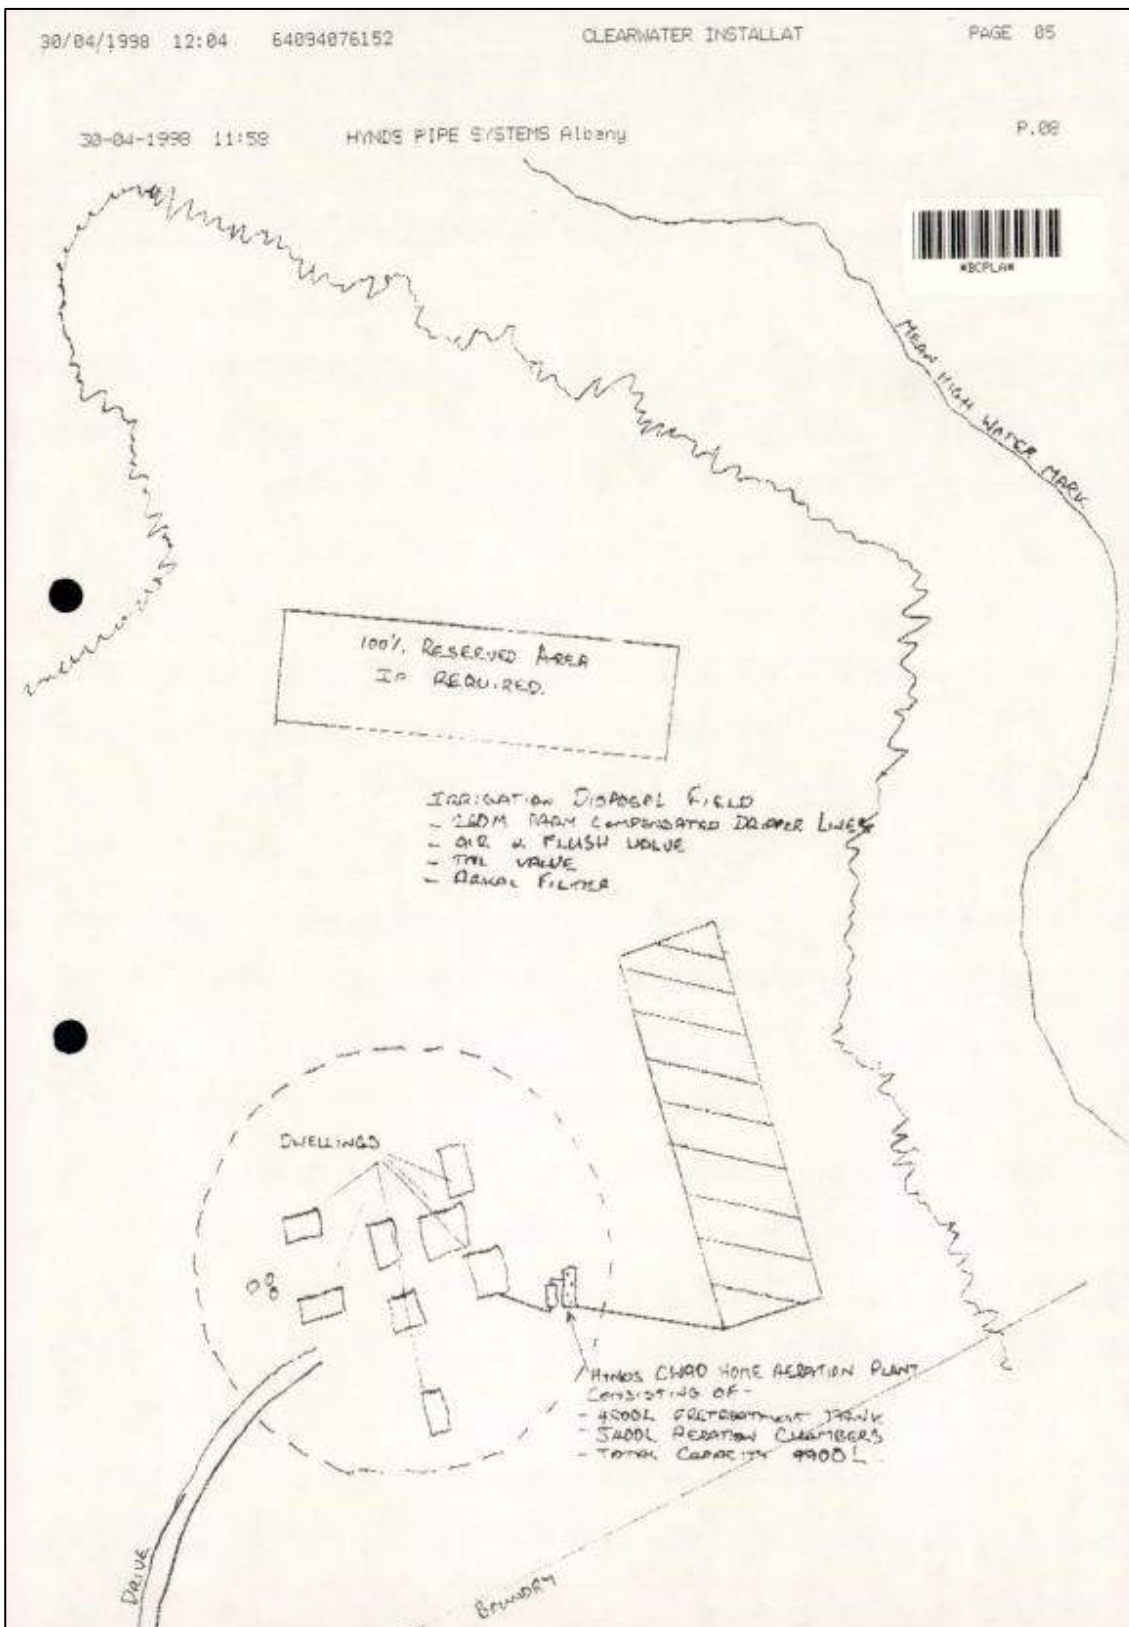 30/04/1998 12:04 64094076152 CLEARWATER INSTALLAT PAGE 05
30-04-1998 11:58 HYNDS PIPE SYSTEMS Albany P.08
*BCPLA*
MEAN HIGH WATER MARK
100% RESERVED AREA
IF REQUIRED.
IRRIGATION DISPOSAL FIELD
- COMPENSATED DRIPPER LINES
- AIR & FLUSH VALVE
- VALVE
- ARKAL FILTER
DWELLINGS
HYNDS CW90 HOME AERATION PLANT
CONSISTING OF -
- 4500L PRETREATMENT TANK
- 5400L AERATION CHAMBERS
- TOTAL CAPACITY 9900L.
DRIVE
BOUNDRY